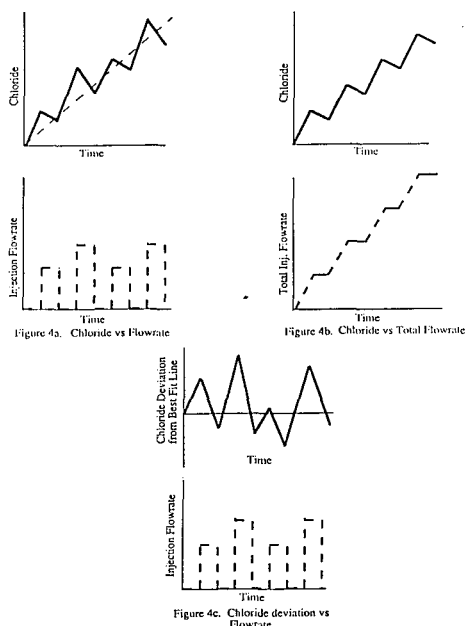 Chloride
Time
Chloride
Time
Injection Flowrate
Time
Figure 4a. Chloride vs Flowrate
Total Inj. Flowrate
Time
Figure 4b. Chloride vs Total Flowrate
Chloride Deviation
from Best Fit Line
Time
Injection Flowrate
Time
Figure 4c. Chloride deviation vs
Flowrate